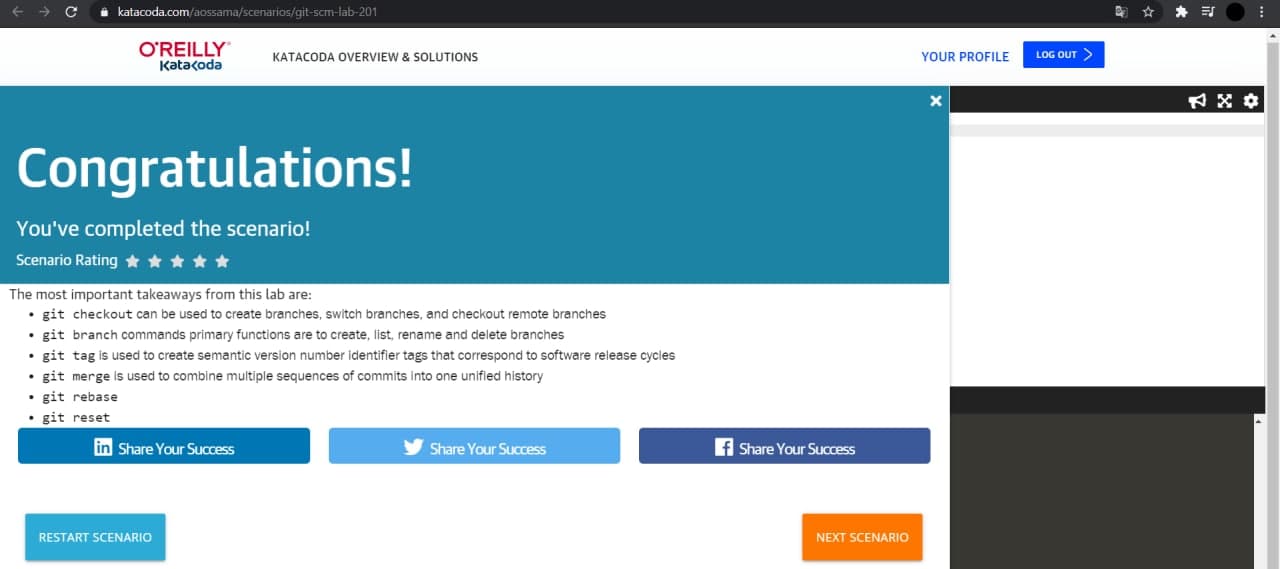 katacoda.com/aossama/scenarios/git-scm-lab-201
O'REILLY®
KataKoda
KATACODA OVERVIEW & SOLUTIONS
YOUR PROFILE
LOG OUT
Congratulations!
You've completed the scenario!
Scenario Rating
The most important takeaways from this lab are:
• git checkout can be used to create branches, switch branches, and checkout remote branches
• git branch commands primary functions are to create, list, rename and delete branches
• git tag is used to create semantic version number identifier tags that correspond to software release cycles
• git merge is used to combine multiple sequences of commits into one unified history
• git rebase
• git reset
in Share Your Success
Share Your Success
f Share Your Success
RESTART SCENARIO
NEXT SCENARIO